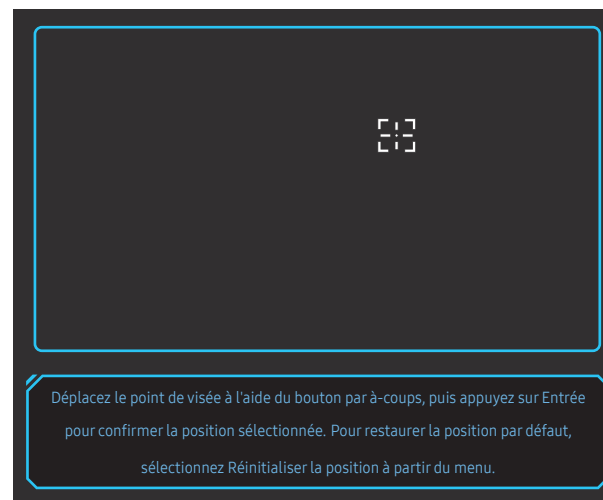 Déplacez le point de visée à l'aide du bouton par à-coups, puis appuyez sur Entrée
pour confirmer la position sélectionnée. Pour restaurer la position par défaut,
sélectionnez Réinitialiser la position à partir du menu.